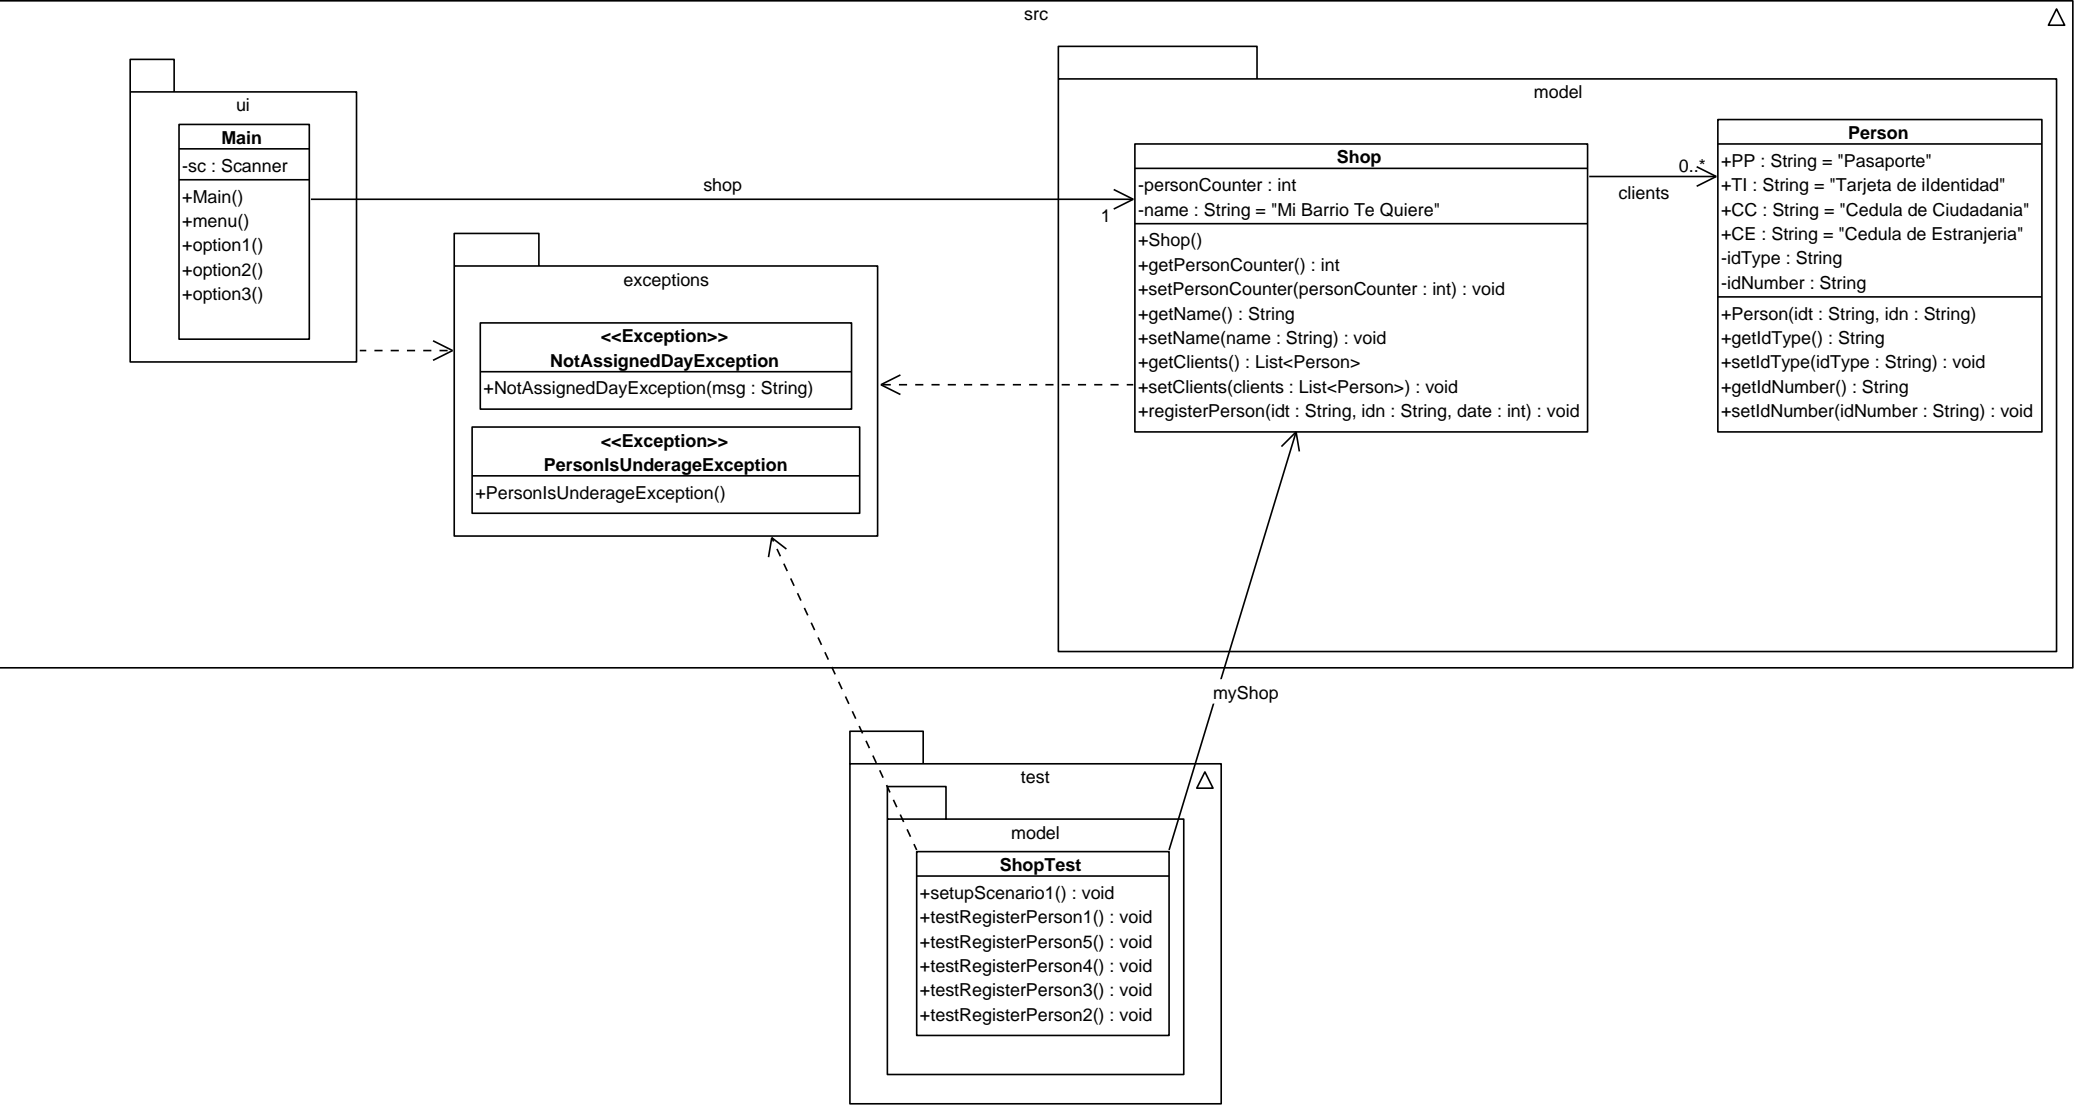 src
ui
Main
-sc : Scanner
+Main()
+menu()
+option1()
+option2()
+option3()
shop
1
exceptions
<<Exception>>
NotAssignedDayException
+NotAssignedDayException(msg : String)
<<Exception>>
PersonIsUnderageException
+PersonIsUnderageException()
model
Shop
-personCounter : int
-name : String = "Mi Barrio Te Quiere"
+Shop()
+getPersonCounter() : int
+setPersonCounter(personCounter : int) : void
+getName() : String
+setName(name : String) : void
+getClients() : List<Person>
+setClients(clients : List<Person>) : void
+registerPerson(idt : String, idn : String, date : int) : void
0..*
clients
Person
+PP : String = "Pasaporte"
+TI : String = "Tarjeta de iIdentidad"
+CC : String = "Cedula de Ciudadania"
+CE : String = "Cedula de Estranjeria"
-idType : String
-idNumber : String
+Person(idt : String, idn : String)
+getIdType() : String
+setIdType(idType : String) : void
+getIdNumber() : String
+setIdNumber(idNumber : String) : void
myShop
test
model
ShopTest
+setupScenario1() : void
+testRegisterPerson1() : void
+testRegisterPerson5() : void
+testRegisterPerson4() : void
+testRegisterPerson3() : void
+testRegisterPerson2() : void